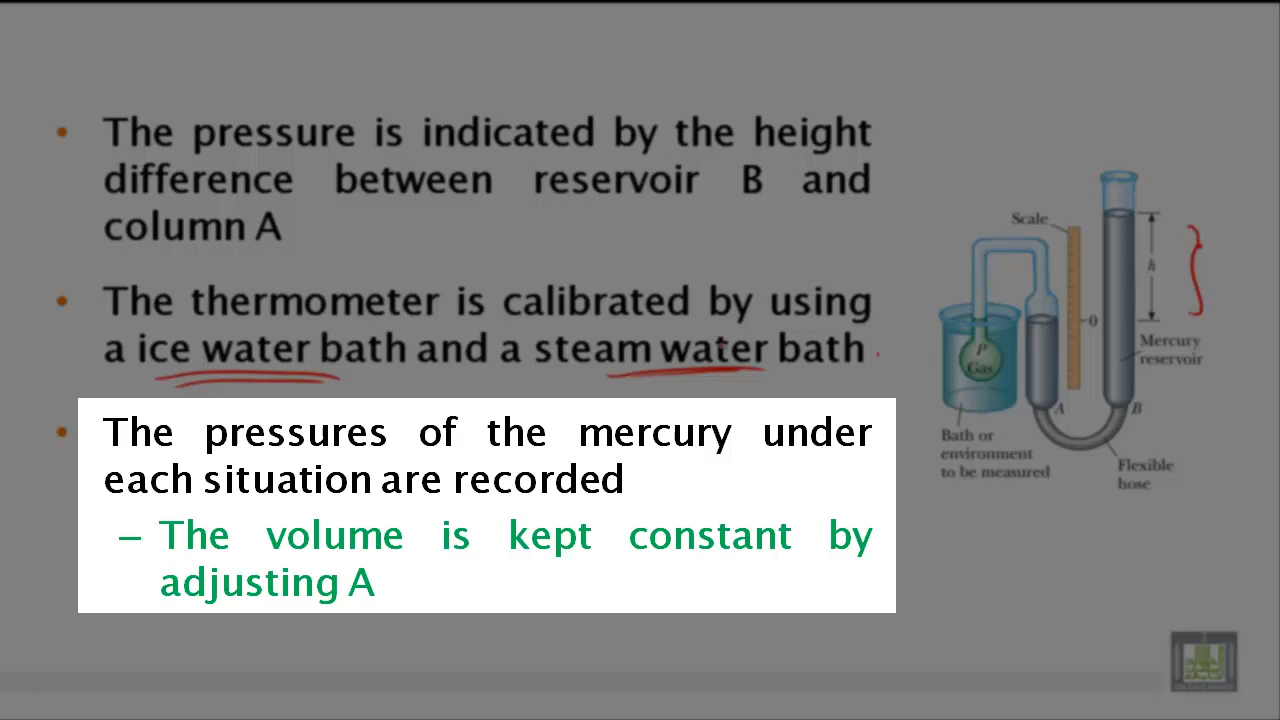 • The pressure is indicated by the height
difference between reservoir B and
column A
• The thermometer is calibrated by using
a ice water bath and a steam water bath
• The pressures of the mercury under
each situation are recorded
– The volume is kept constant by
adjusting A
Scale
h
0
P
Gas
Mercury
reservoir
A
B
Bath or
environment
to be measured
Flexible
hose